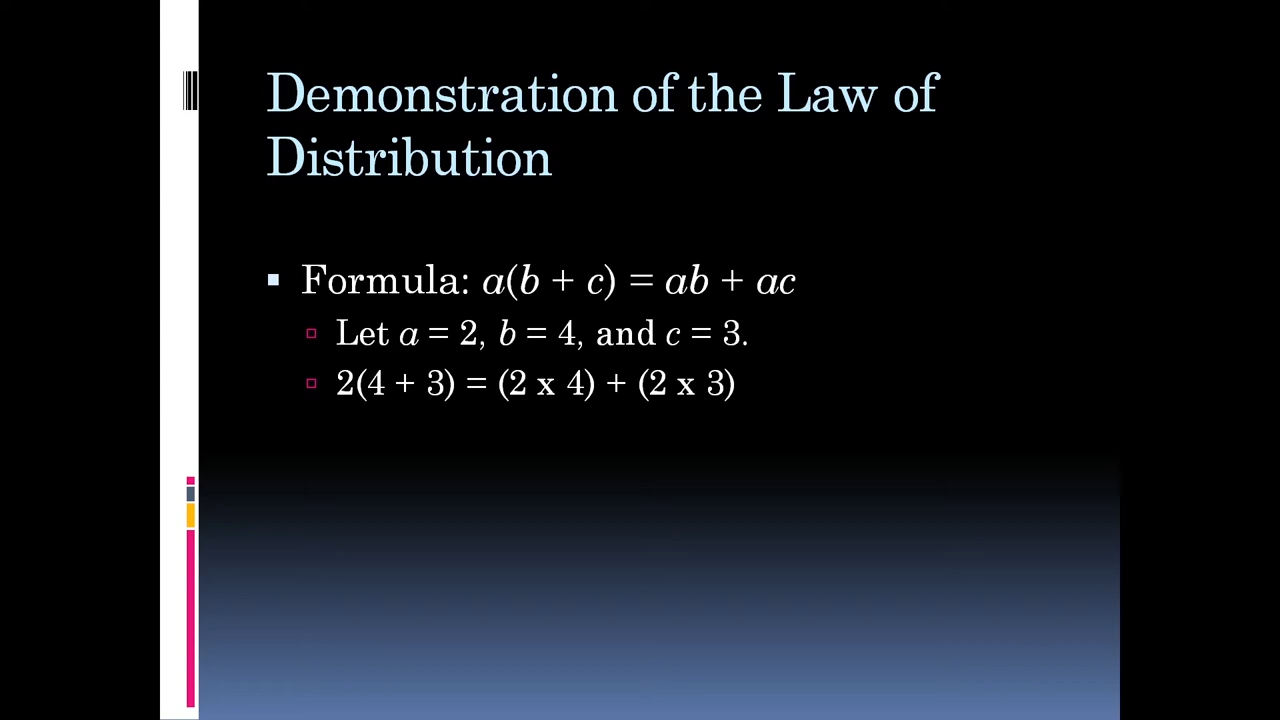 Demonstration of the Law of
Distribution
Formula: a(b + c) = ab + ac
Let a = 2, b = 4, and c = 3.
2(4 + 3) = (2 x 4) + (2 x 3)